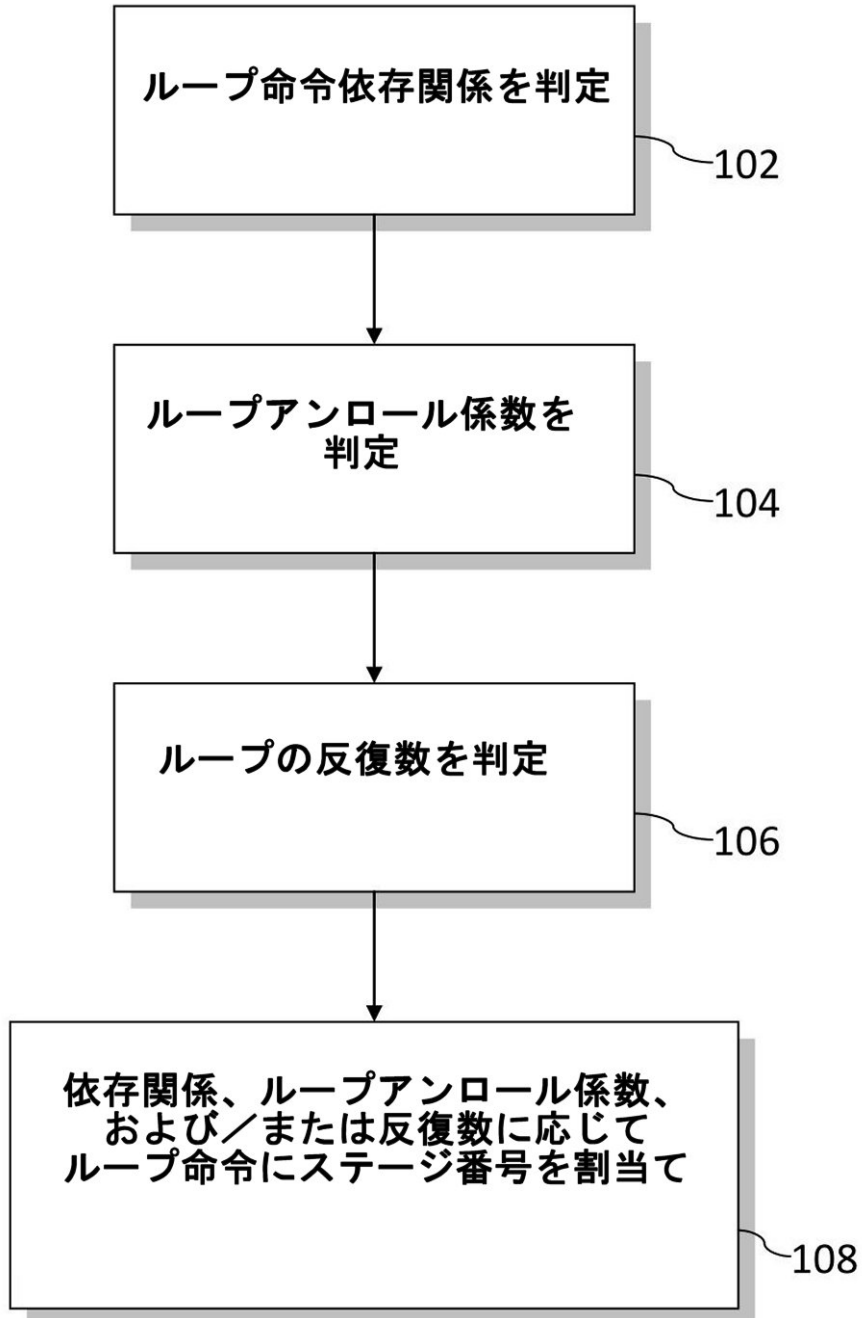 ループ命令依存関係を判定
102
ループアンロール係数を
判定
104
ループの反復数を判定
106
依存関係、ループアンロール係数、
および／または反復数に応じて
ループ命令にステージ番号を割当て
108